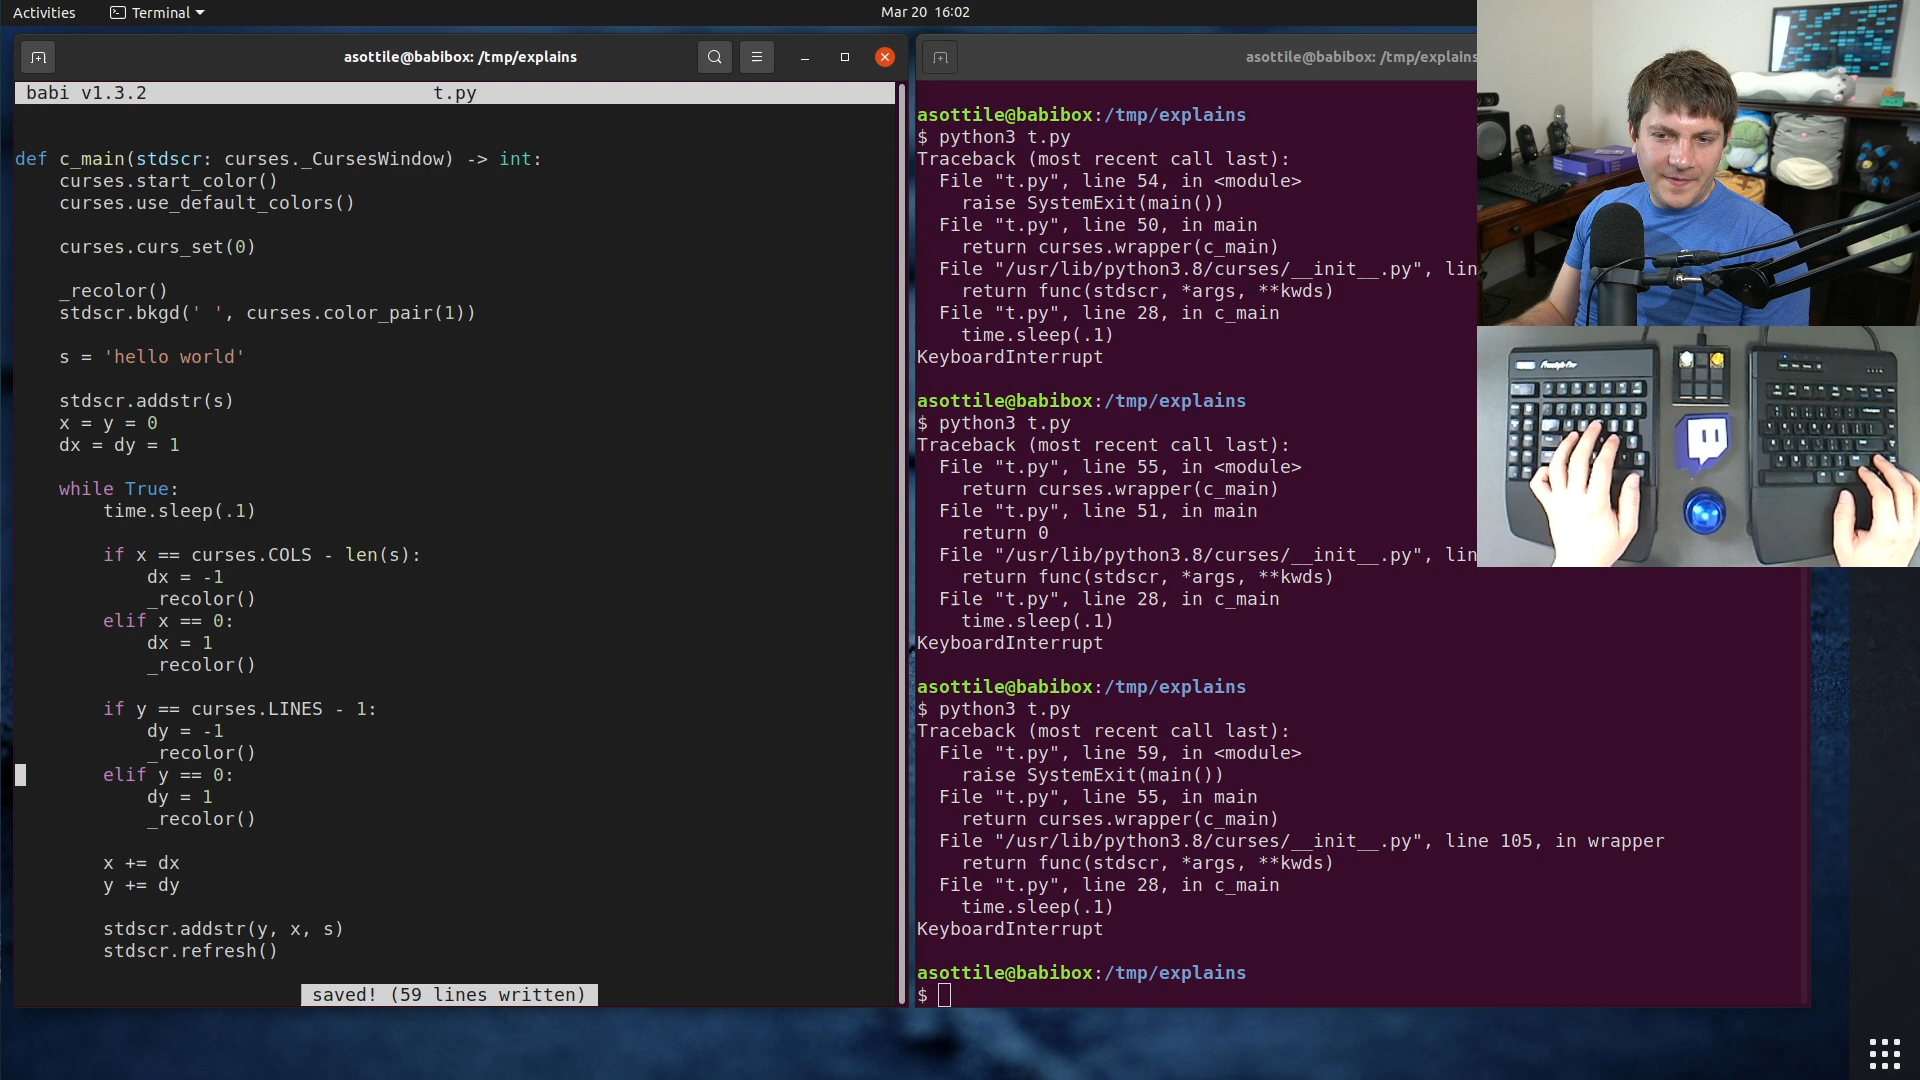 Activities
Terminal
Mar 20 16:02
asottile@babibox: /tmp/explains
babi v1.3.2 t.py
def c_main(stdscr: curses._CursesWindow) -> int:
    curses.start_color()
    curses.use_default_colors()
    curses.curs_set(0)
    _recolor()
    stdscr.bkgd(' ', curses.color_pair(1))
    s = 'hello world'
    stdscr.addstr(s)
    x = y = 0
    dx = dy = 1
    while True:
        time.sleep(.1)
        if x == curses.COLS - len(s):
            dx = -1
            _recolor()
        elif x == 0:
            dx = 1
            _recolor()
        if y == curses.LINES - 1:
            dy = -1
            _recolor()
        elif y == 0:
            dy = 1
            _recolor()
        x += dx
        y += dy
        stdscr.addstr(y, x, s)
        stdscr.refresh()
saved! (59 lines written)
asottile@babibox: /tmp/explains
asottile@babibox:/tmp/explains
$ python3 t.py
Traceback (most recent call last):
  File "t.py", line 54, in <module>
    raise SystemExit(main())
  File "t.py", line 50, in main
    return curses.wrapper(c_main)
  File "/usr/lib/python3.8/curses/__init__.py", lin
    return func(stdscr, *args, **kwds)
  File "t.py", line 28, in c_main
    time.sleep(.1)
KeyboardInterrupt
asottile@babibox:/tmp/explains
$ python3 t.py
Traceback (most recent call last):
  File "t.py", line 55, in <module>
    return curses.wrapper(c_main)
  File "t.py", line 51, in main
    return 0
  File "/usr/lib/python3.8/curses/__init__.py", lin
    return func(stdscr, *args, **kwds)
  File "t.py", line 28, in c_main
    time.sleep(.1)
KeyboardInterrupt
asottile@babibox:/tmp/explains
$ python3 t.py
Traceback (most recent call last):
  File "t.py", line 59, in <module>
    raise SystemExit(main())
  File "t.py", line 55, in main
    return curses.wrapper(c_main)
  File "/usr/lib/python3.8/curses/__init__.py", line 105, in wrapper
    return func(stdscr, *args, **kwds)
  File "t.py", line 28, in c_main
    time.sleep(.1)
KeyboardInterrupt
asottile@babibox:/tmp/explains
$
Freestyle Pro